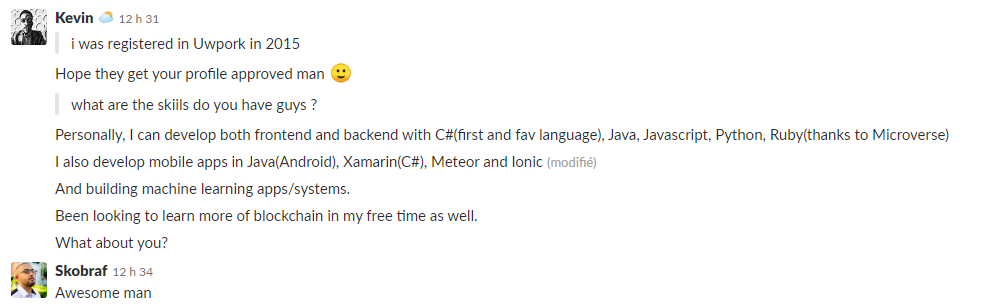 Kevin 12 h 31
i was registered in Uwpork in 2015
Hope they get your profile approved man
what are the skiils do you have guys ?
Personally, I can develop both frontend and backend with C#(first and fav language), Java, Javascript, Python, Ruby(thanks to Microverse)
I also develop mobile apps in Java(Android), Xamarin(C#), Meteor and Ionic (modifié)
And building machine learning apps/systems.
Been looking to learn more of blockchain in my free time as well.
What about you?
Skobraf 12 h 34
Awesome man